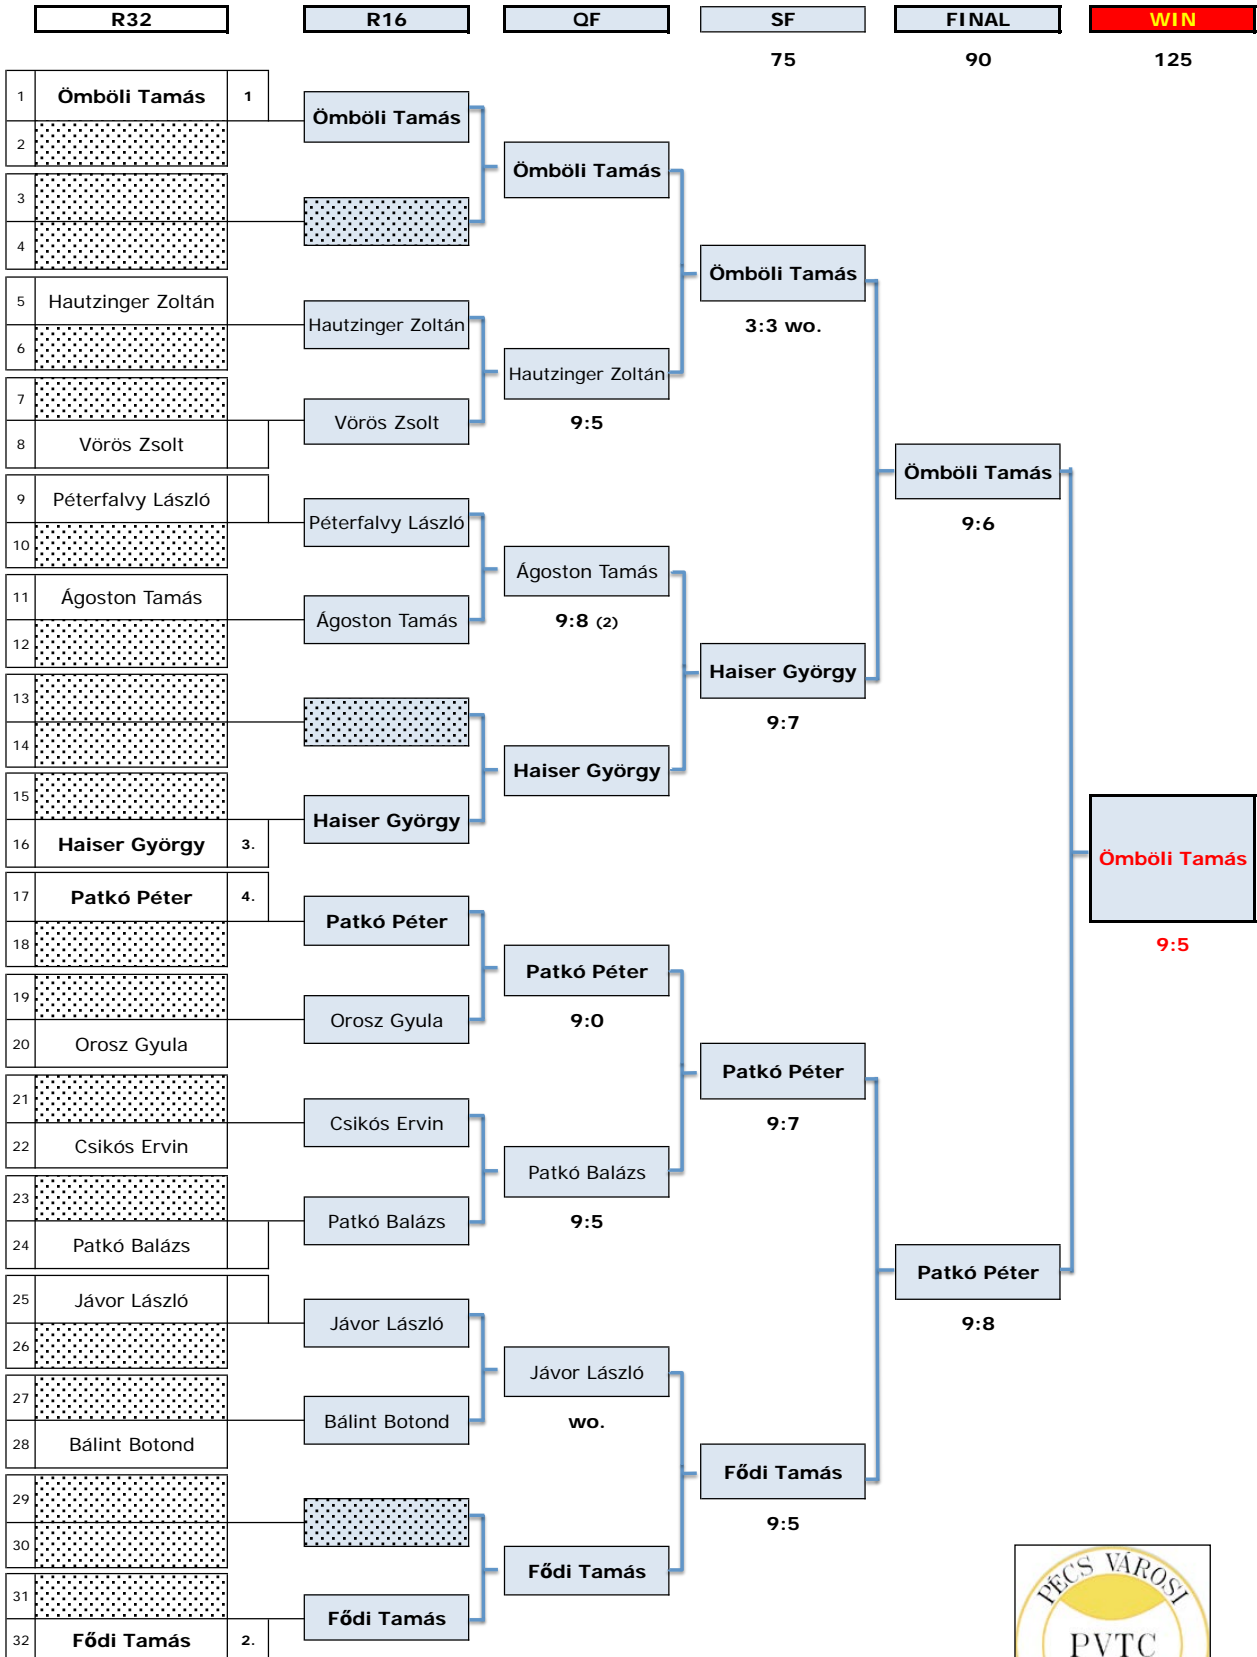 R32 R16 QF SF FINAL WIN
75 90 125
1 Ömböli Tamás 1
Ömböli Tamás
2
Ömböli Tamás
3
4
Ömböli Tamás
5 Hautzinger Zoltán
Hautzinger Zoltán
3:3 wo.
6
Hautzinger Zoltán
7
Vörös Zsolt
9:5
8 Vörös Zsolt
Ömböli Tamás
9 Péterfalvy László
Péterfalvy László
9:6
10
Ágoston Tamás
11 Ágoston Tamás
Ágoston Tamás
9:8 (2)
12
Haiser György
13
9:7
14
Haiser György
15
Haiser György
16 Haiser György 3.
Ömböli Tamás
17 Patkó Péter 4.
Patkó Péter
9:5
18
Patkó Péter
19
Orosz Gyula
9:0
20 Orosz Gyula
Patkó Péter
21
Csikós Ervin
9:7
22 Csikós Ervin
Patkó Balázs
23
Patkó Balázs
9:5
24 Patkó Balázs
Patkó Péter
25 Jávor László
Jávor László
9:8
26
Jávor László
27
Bálint Botond
wo.
28 Bálint Botond
Fődi Tamás
29
9:5
30
Fődi Tamás
31
Fődi Tamás
32 Fődi Tamás 2.
PÉCS VÁROSI
PVTC